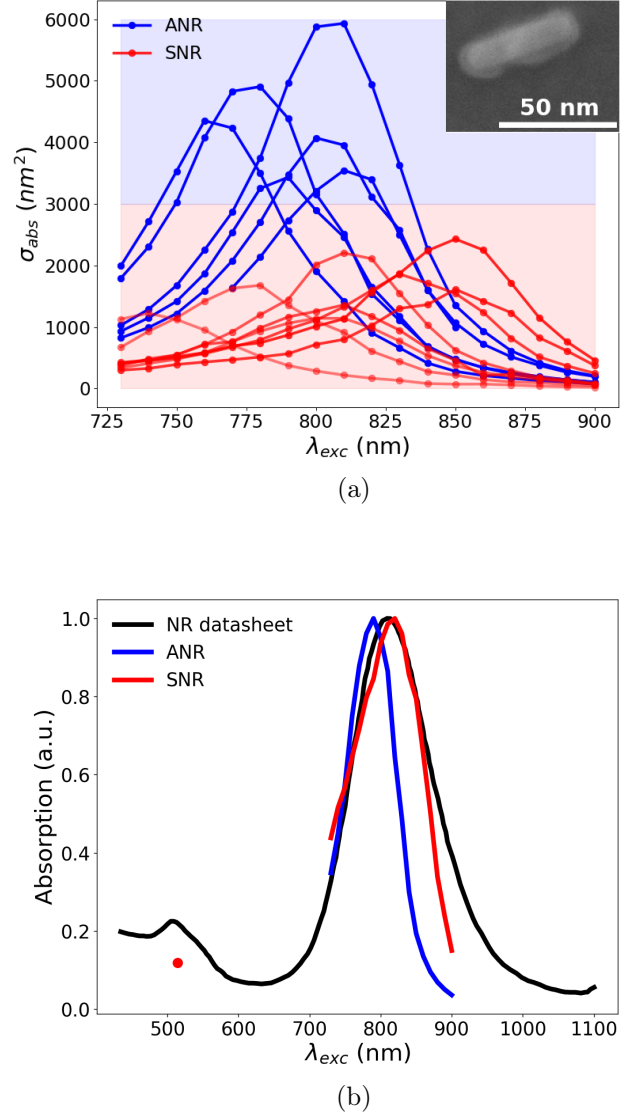 ANR
SNR
50 nm
6000
5000
4000
3000
2000
1000
0
σabs (nm²)
725 750 775 800 825 850 875 900
λexc (nm)
(a)
NR datasheet
ANR
SNR
1.0
0.8
0.6
0.4
0.2
0.0
Absorption (a.u.)
500 600 700 800 900 1000 1100
λexc (nm)
(b)